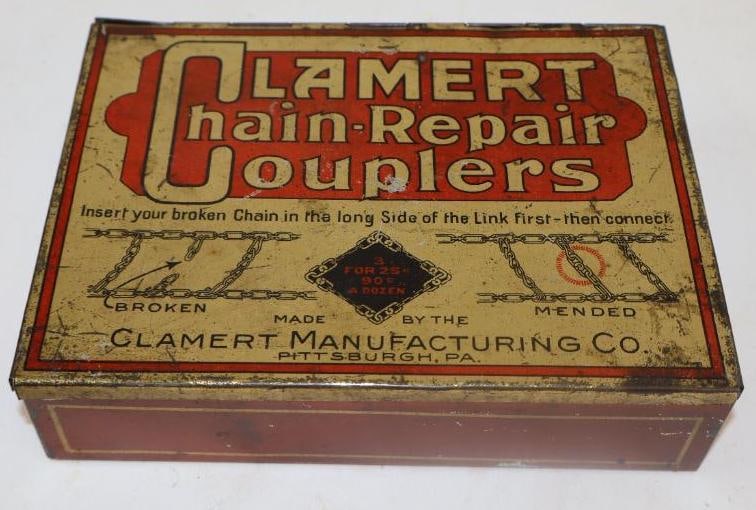 CLAMERT
Chain-Repair
Couplers
Insert your broken Chain in the long Side of the Link first-then connect.
3
FOR 25¢
90¢
A DOZEN
BROKEN
MENDED
MADE BY THE
CLAMERT MANUFACTURING CO.
PITTSBURGH, PA.